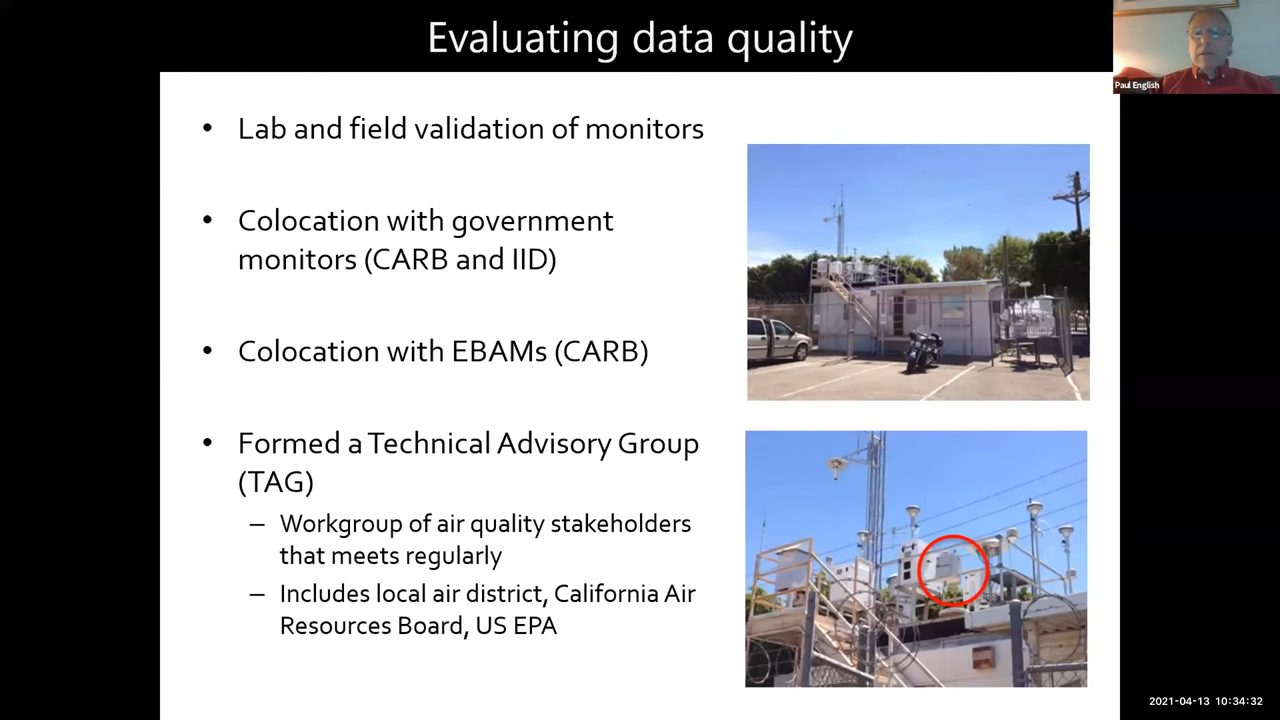 Evaluating data quality
Paul English
• Lab and field validation of monitors
• Colocation with government
monitors (CARB and IID)
• Colocation with EBAMs (CARB)
• Formed a Technical Advisory Group
(TAG)
– Workgroup of air quality stakeholders
that meets regularly
– Includes local air district, California Air
Resources Board, US EPA
2021-04-13 10:34:32